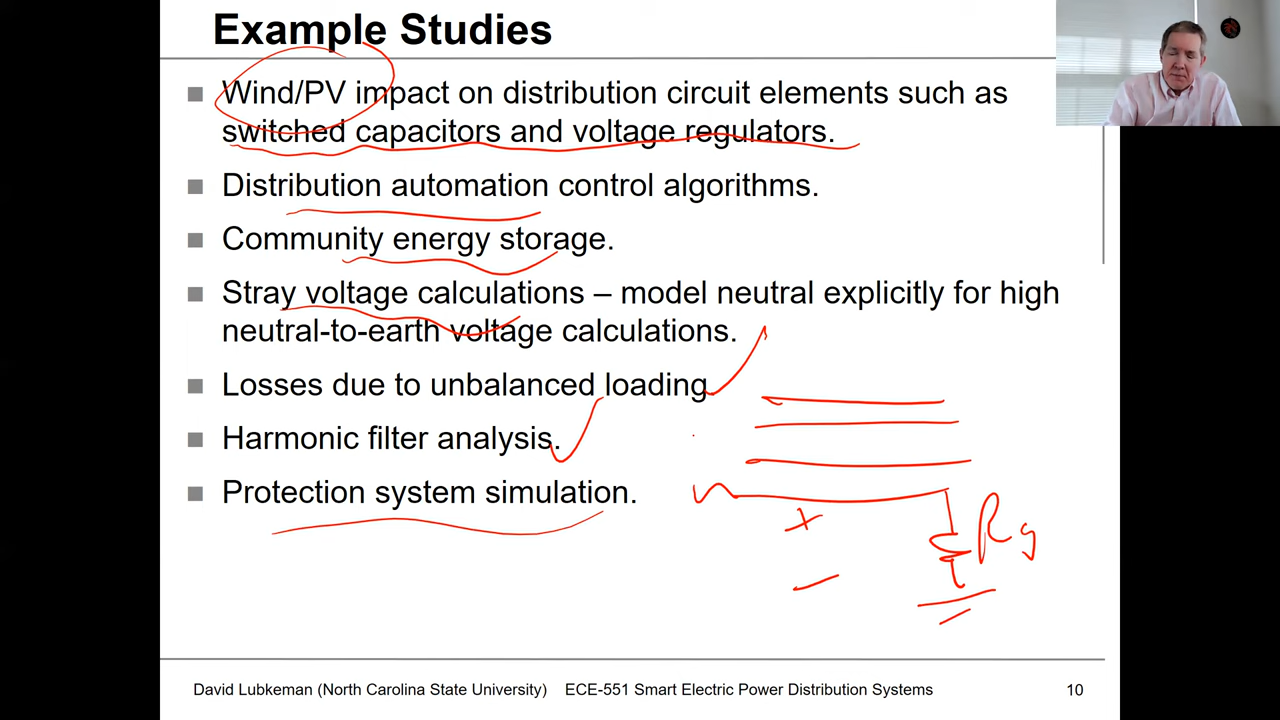 Example Studies
Wind/PV impact on distribution circuit elements such as
switched capacitors and voltage regulators.
Distribution automation control algorithms.
Community energy storage.
Stray voltage calculations – model neutral explicitly for high
neutral-to-earth voltage calculations.
Losses due to unbalanced loading
Harmonic filter analysis.
Protection system simulation.
+
−
Rg
David Lubkeman (North Carolina State University) ECE-551 Smart Electric Power Distribution Systems 10